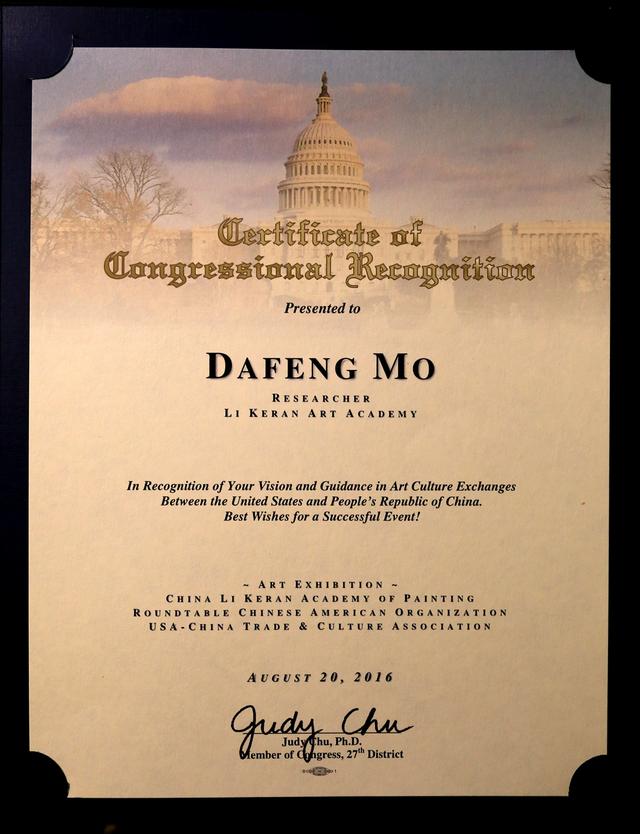 Certificate of
Congressional Recognition
Presented to
DAFENG MO
RESEARCHER
LI KERAN ART ACADEMY
In Recognition of Your Vision and Guidance in Art Culture Exchanges
Between the United States and People's Republic of China.
Best Wishes for a Successful Event!
~ ART EXHIBITION ~
CHINA LI KERAN ACADEMY OF PAINTING
ROUNDTABLE CHINESE AMERICAN ORGANIZATION
USA-CHINA TRADE & CULTURE ASSOCIATION
AUGUST 20, 2016
Judy Chu
Judy Chu, Ph.D.
Member of Congress, 27th District